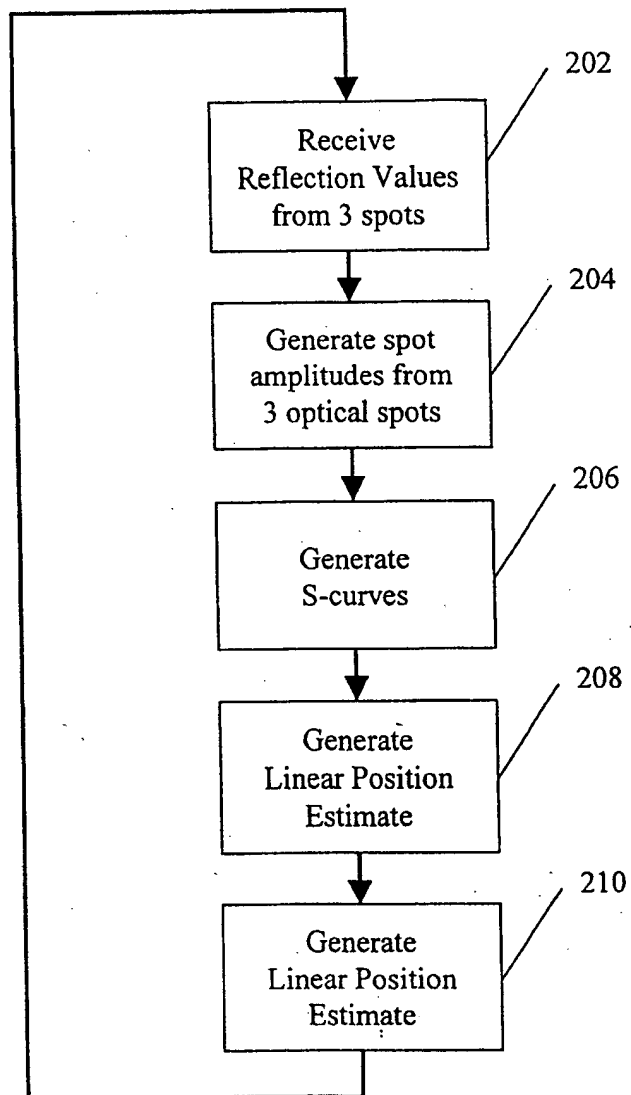 202
Receive
Reflection Values
from 3 spots
204
Generate spot
amplitudes from
3 optical spots
206
Generate
S-curves
208
Generate
Linear Position
Estimate
210
Generate
Linear Position
Estimate